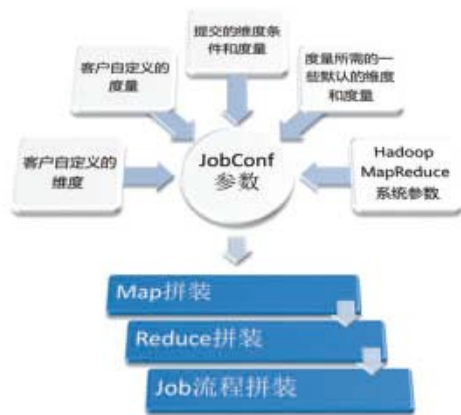 提交的维度条
件和度量
客户自定义的
度量
度量所需的一
些默认的维度
和度量
客户自定义的
维度
JobConf
参数
Hadoop
MapReduce
系统参数
Map拼装
Reduce拼装
Job流程拼装